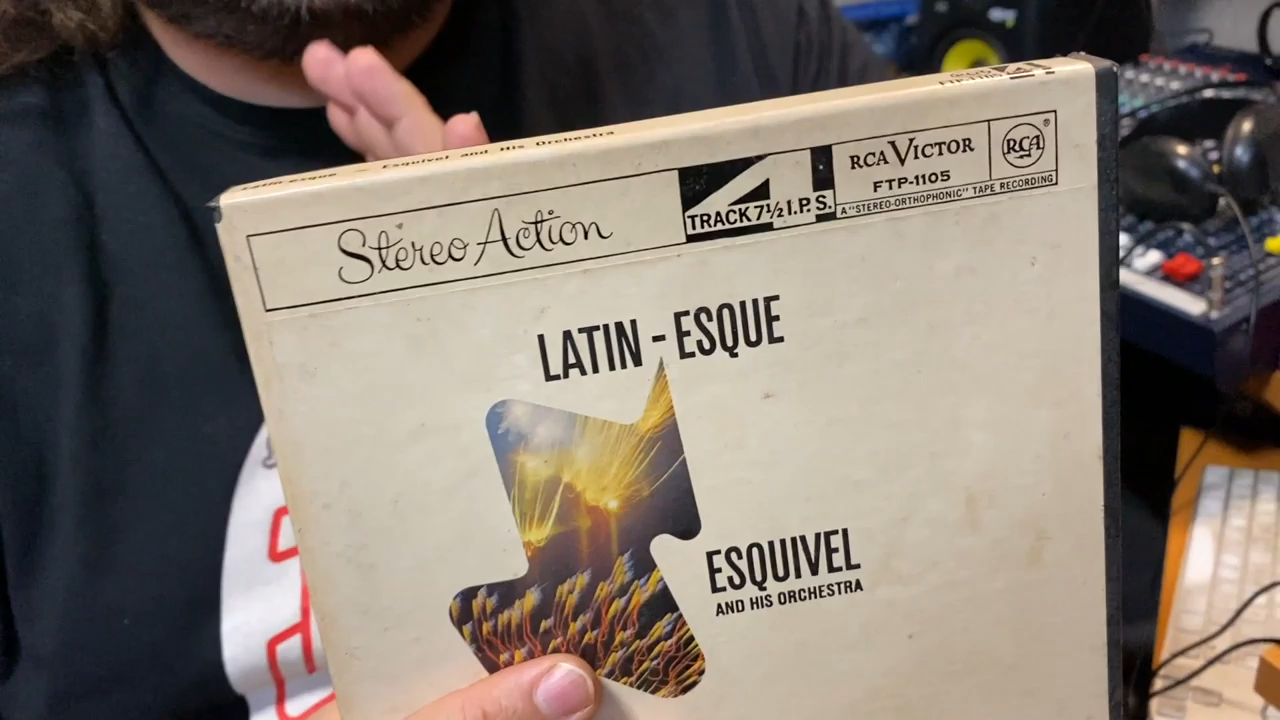 Latin-Esque — Esquivel and His Orchestra
Stereo Action
4
TRACK 7½ I.P.S.
RCA VICTOR
FTP-1105
RCA®
A "STEREO-ORTHOPHONIC" TAPE RECORDING
LATIN-ESQUE
ESQUIVEL
AND HIS ORCHESTRA